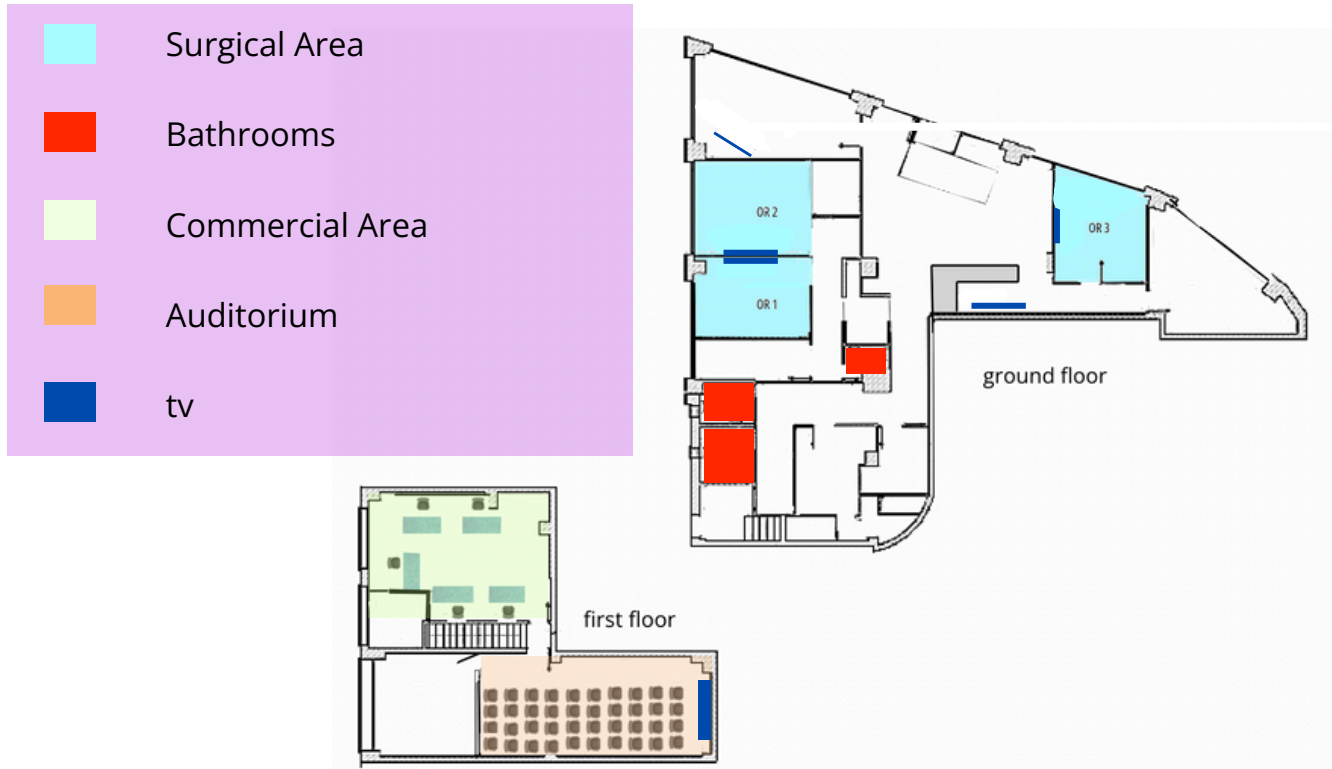 Surgical Area
Bathrooms
Commercial Area
Auditorium
tv
OR 2
OR 3
OR 1
ground floor
first floor